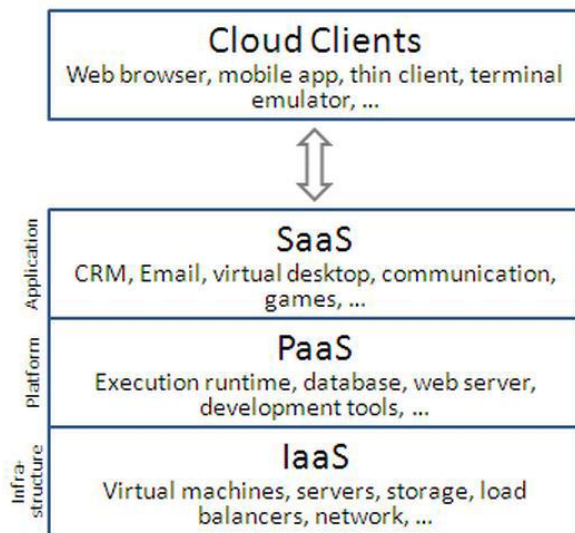 Cloud Clients
Web browser, mobile app, thin client, terminal
emulator, ...
Application
SaaS
CRM, Email, virtual desktop, communication,
games, ...
Platform
PaaS
Execution runtime, database, web server,
development tools, ...
Infra-
structure
IaaS
Virtual machines, servers, storage, load
balancers, network, ...